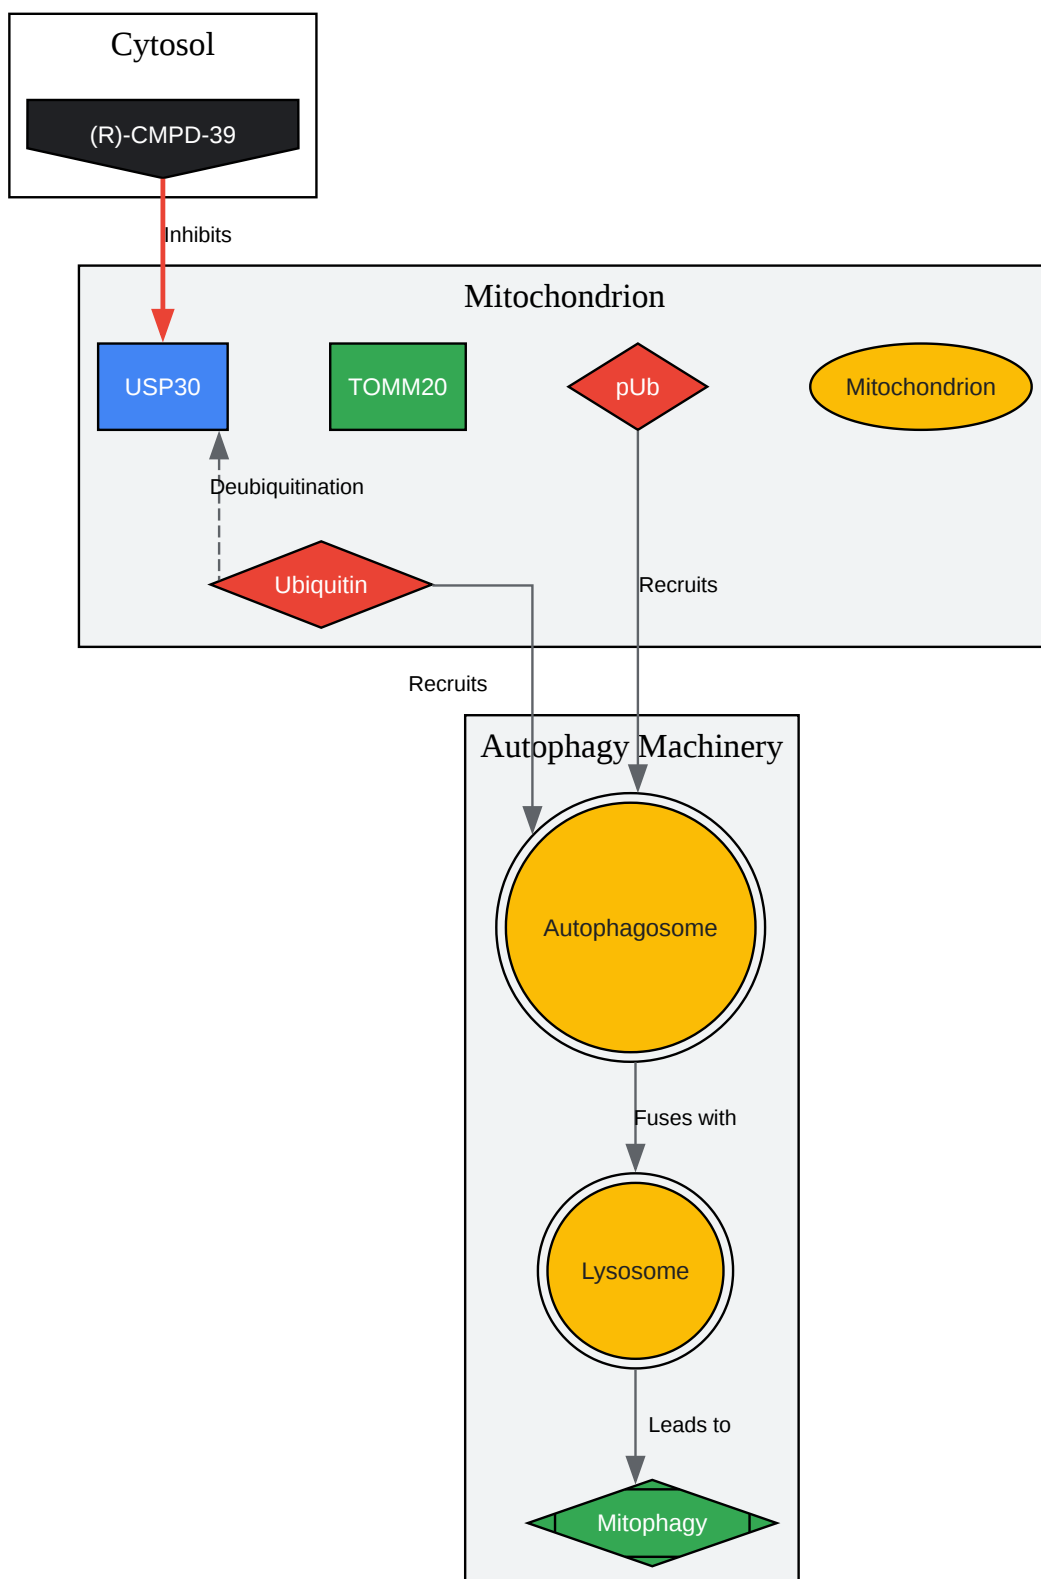 Cytosol
(R)-CMPD-39
Inhibits
Mitochondrion
USP30
TOMM20
pUb
Mitochondrion
Deubiquitination
Ubiquitin
Recruits
Recruits
Autophagy Machinery
Autophagosome
Fuses with
Lysosome
Leads to
Mitophagy